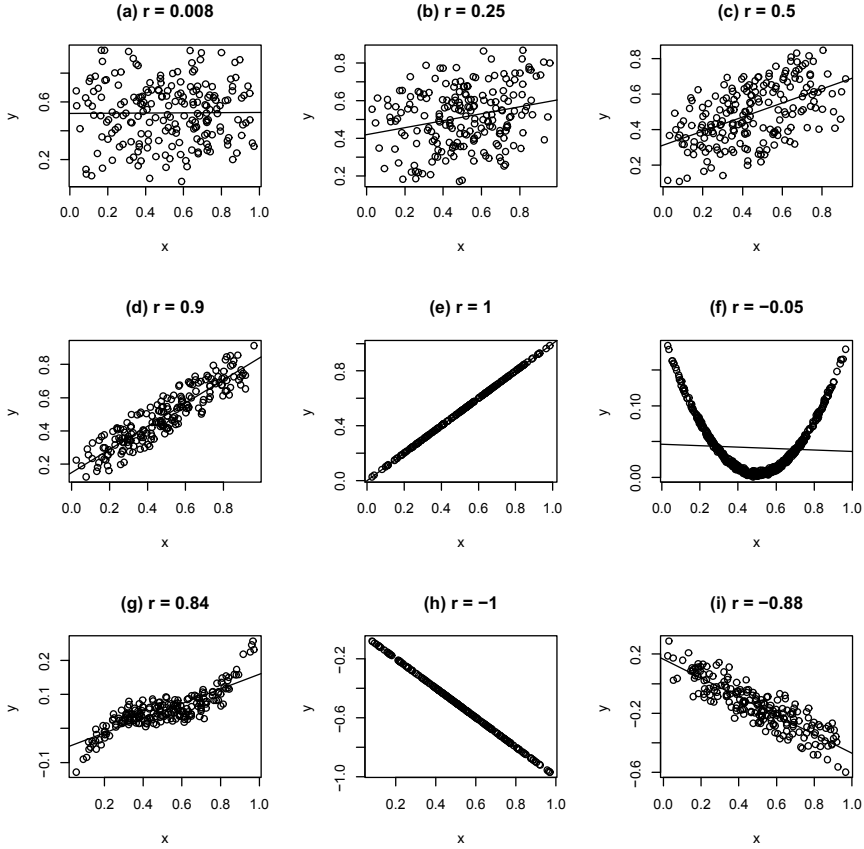 (a) r = 0.008 (b) r = 0.25 (c) r = 0.5
y 0.2 0.6
0.0 0.2 0.4 0.6 0.8 1.0
x
y 0.2 0.4 0.6 0.8
0.0 0.2 0.4 0.6 0.8
x
y 0.2 0.4 0.6 0.8
0.0 0.2 0.4 0.6 0.8
x
(d) r = 0.9 (e) r = 1 (f) r = −0.05
y 0.2 0.4 0.6 0.8
0.0 0.2 0.4 0.6 0.8
x
y 0.0 0.4 0.8
0.0 0.2 0.4 0.6 0.8 1.0
x
y 0.00 0.10
0.0 0.2 0.4 0.6 0.8 1.0
x
(g) r = 0.84 (h) r = −1 (i) r = −0.88
y −0.1 0.1 0.2
0.2 0.4 0.6 0.8 1.0
x
y −1.0 −0.6 −0.2
0.2 0.4 0.6 0.8 1.0
x
y −0.6 −0.2 0.2
0.0 0.2 0.4 0.6 0.8 1.0
x